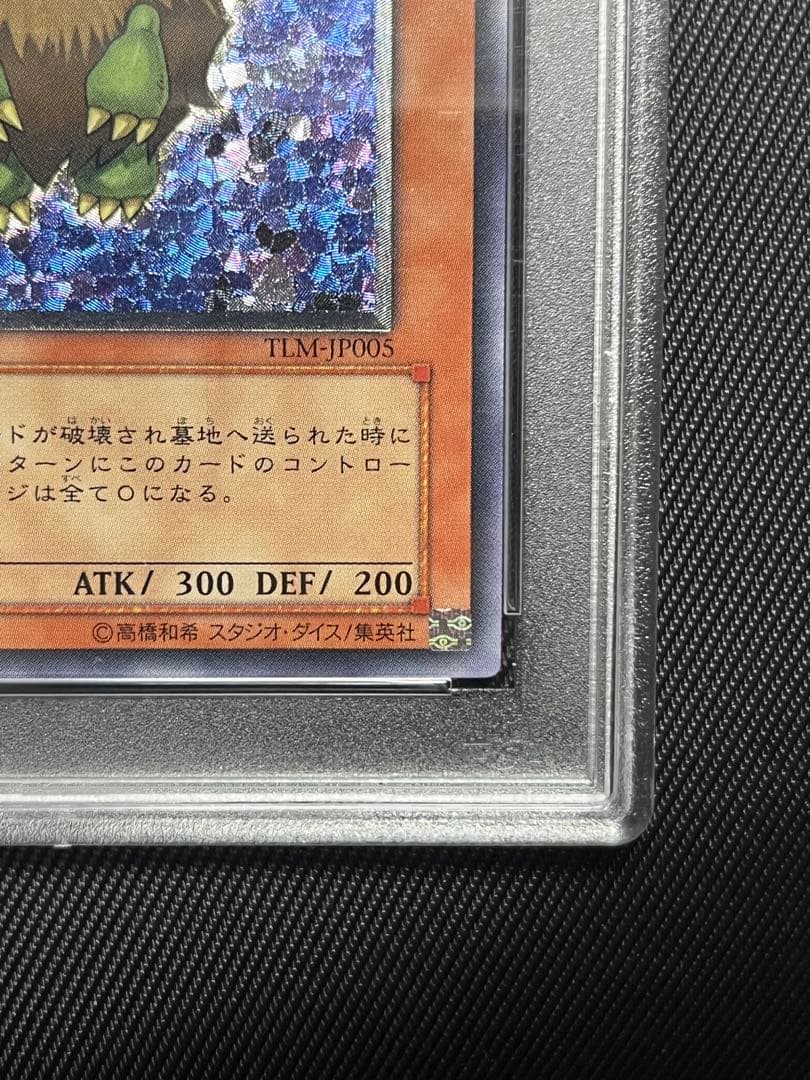 TLM-JP005
ドが破壊され墓地へ送られた時に
ターンにこのカードのコントロー
ジは全て〇になる。
ATK/ 300 DEF/ 200
©高橋和希 スタジオ・ダイス/集英社